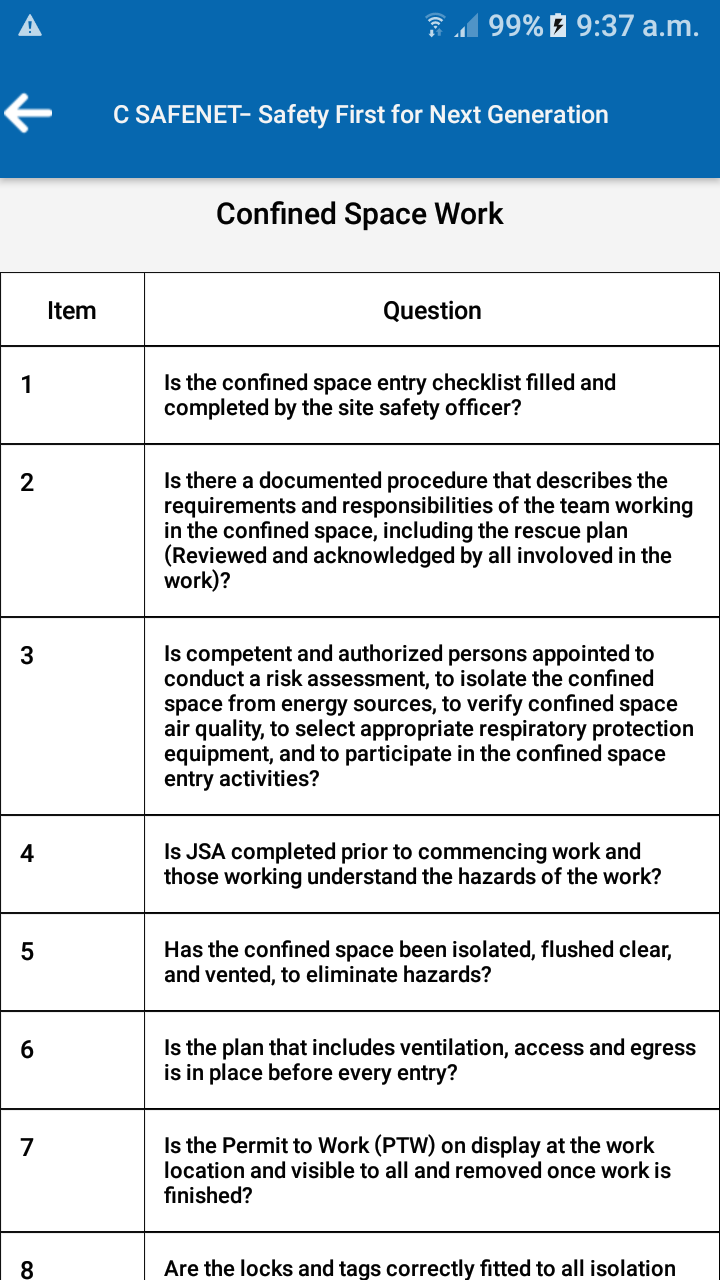 99% 9:37 a.m.
C SAFENET- Safety First for Next Generation
Confined Space Work
Item Question
1 Is the confined space entry checklist filled and
completed by the site safety officer?
2 Is there a documented procedure that describes the
requirements and responsibilities of the team working
in the confined space, including the rescue plan
(Reviewed and acknowledged by all involoved in the
work)?
3 Is competent and authorized persons appointed to
conduct a risk assessment, to isolate the confined
space from energy sources, to verify confined space
air quality, to select appropriate respiratory protection
equipment, and to participate in the confined space
entry activities?
4 Is JSA completed prior to commencing work and
those working understand the hazards of the work?
5 Has the confined space been isolated, flushed clear,
and vented, to eliminate hazards?
6 Is the plan that includes ventilation, access and egress
is in place before every entry?
7 Is the Permit to Work (PTW) on display at the work
location and visible to all and removed once work is
finished?
8 Are the locks and tags correctly fitted to all isolation